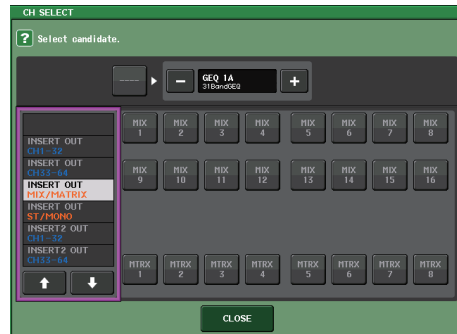 CH SELECT
? Select candidate.
---- GEQ 1A
31BandGEQ
− +
INSERT OUT
CH1-32
INSERT OUT
CH33-64
INSERT OUT
MIX/MATRIX
INSERT OUT
ST/MONO
INSERT2 OUT
CH1-32
INSERT2 OUT
CH33-64
MIX 1 MIX 2 MIX 3 MIX 4 MIX 5 MIX 6 MIX 7 MIX 8
MIX 9 MIX 10 MIX 11 MIX 12 MIX 13 MIX 14 MIX 15 MIX 16
MTRX 1 MTRX 2 MTRX 3 MTRX 4 MTRX 5 MTRX 6 MTRX 7 MTRX 8
CLOSE